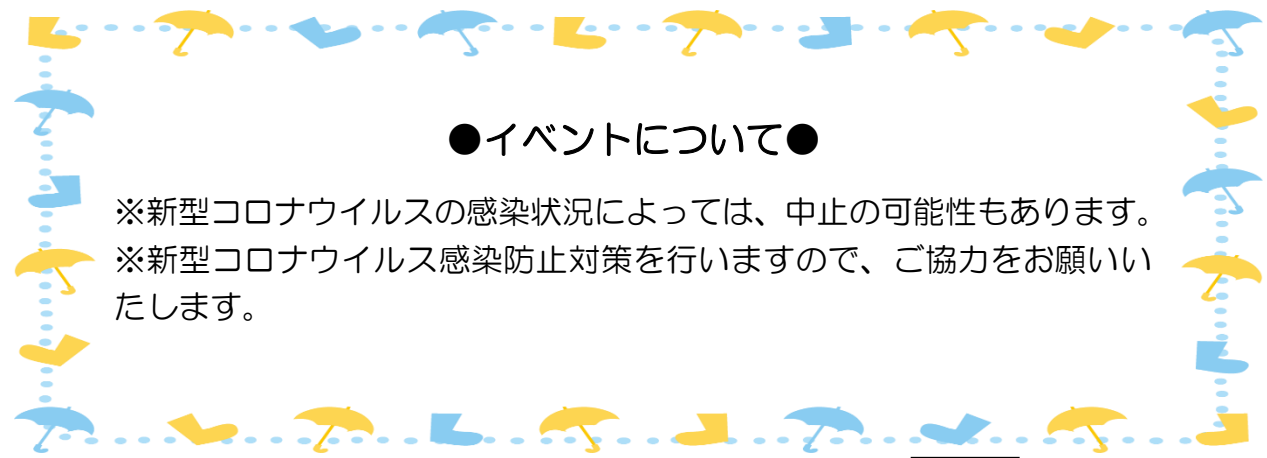 ●イベントについて●
※新型コロナウイルスの感染状況によっては、中止の可能性もあります。
※新型コロナウイルス感染防止対策を行いますので、ご協力をお願いい
たします。